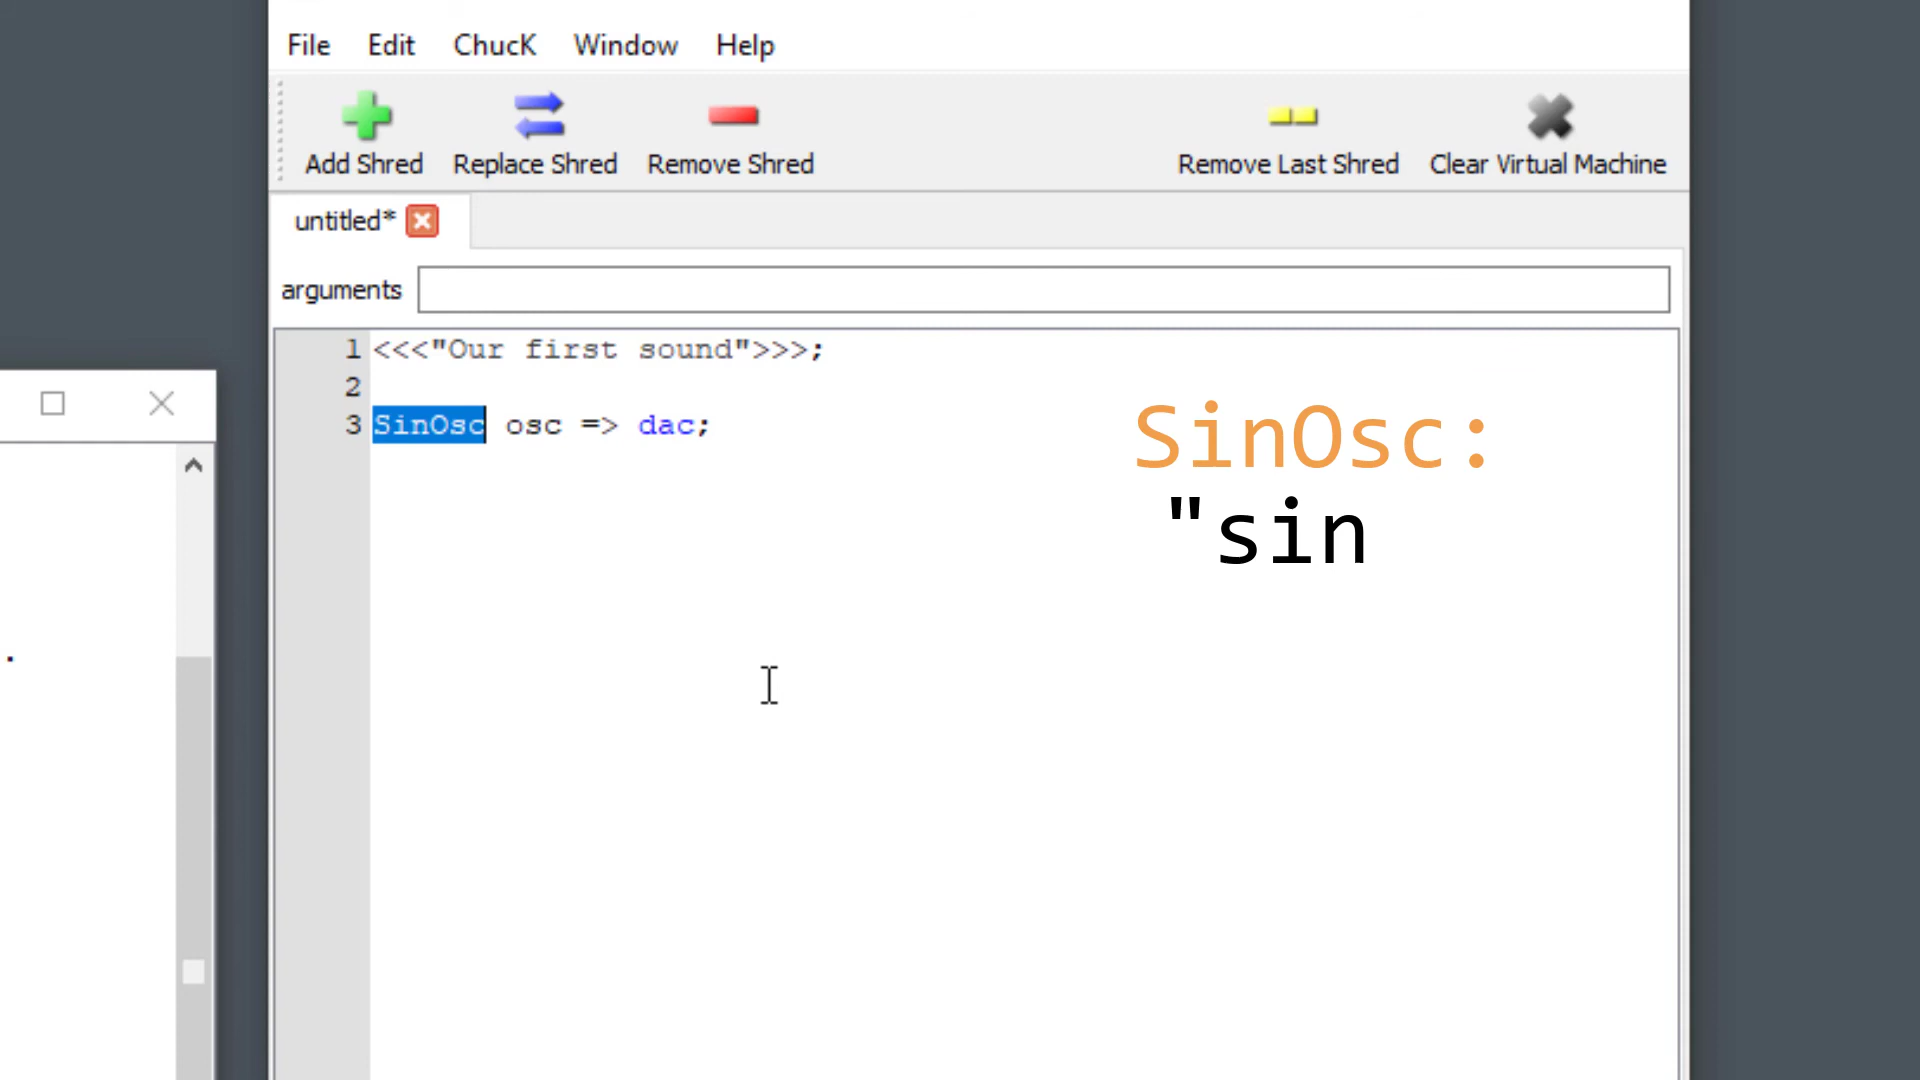 File Edit ChucK Window Help
Add Shred Replace Shred Remove Shred Remove Last Shred Clear Virtual Machine
untitled*
arguments
1 <<<"Our first sound">>>;
2
3 SinOsc osc => dac;
SinOsc:
"sin
.